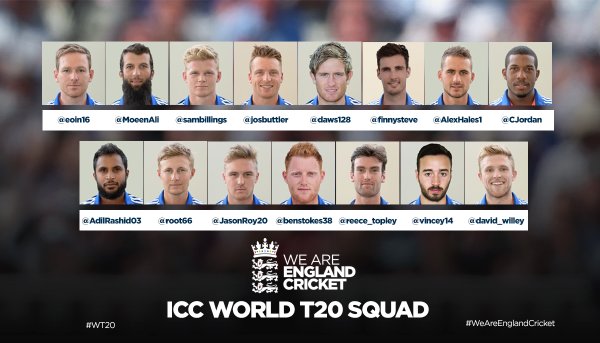 @eoin16 @MoeenAli @sambillings @josbuttler @daws128 @finnysteve @AlexHales1 @CJordan
@AdilRashid03 @root66 @JasonRoy20 @benstokes38 @reece_topley @vincey14 @david_willey
WE ARE
ENGLAND
CRICKET
ICC WORLD T20 SQUAD
#WT20 #WeAreEnglandCricket